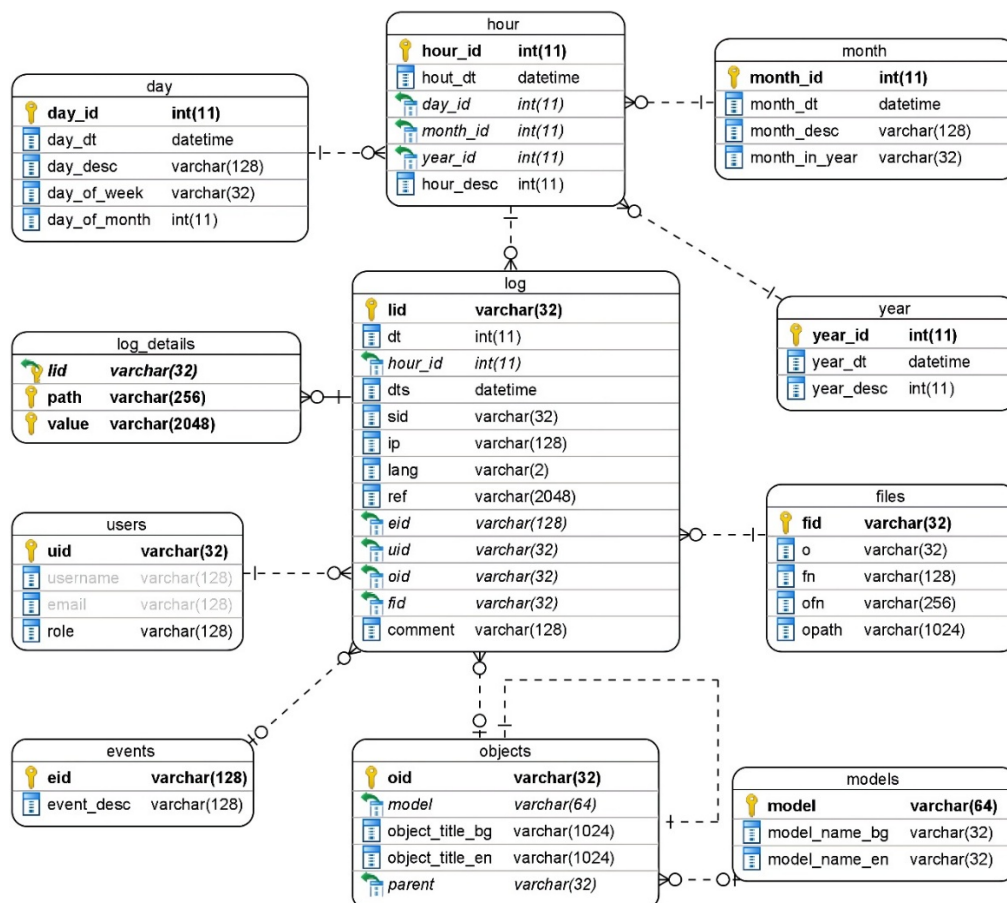 hour
hour_id int(11)
hout_dt datetime
day_id int(11)
month_id int(11)
year_id int(11)
hour_desc int(11)
month
month_id int(11)
month_dt datetime
month_desc varchar(128)
month_in_year varchar(32)
day
day_id int(11)
day_dt datetime
day_desc varchar(128)
day_of_week varchar(32)
day_of_month int(11)
log
lid varchar(32)
dt int(11)
hour_id int(11)
dts datetime
sid varchar(32)
ip varchar(128)
lang varchar(2)
ref varchar(2048)
eid varchar(128)
uid varchar(32)
oid varchar(32)
fid varchar(32)
comment varchar(128)
year
year_id int(11)
year_dt datetime
year_desc int(11)
log_details
lid varchar(32)
path varchar(256)
value varchar(2048)
users
uid varchar(32)
username varchar(128)
email varchar(128)
role varchar(128)
files
fid varchar(32)
o varchar(32)
fn varchar(128)
ofn varchar(256)
opath varchar(1024)
events
eid varchar(128)
event_desc varchar(128)
objects
oid varchar(32)
model varchar(64)
object_title_bg varchar(1024)
object_title_en varchar(1024)
parent varchar(32)
models
model varchar(64)
model_name_bg varchar(32)
model_name_en varchar(32)